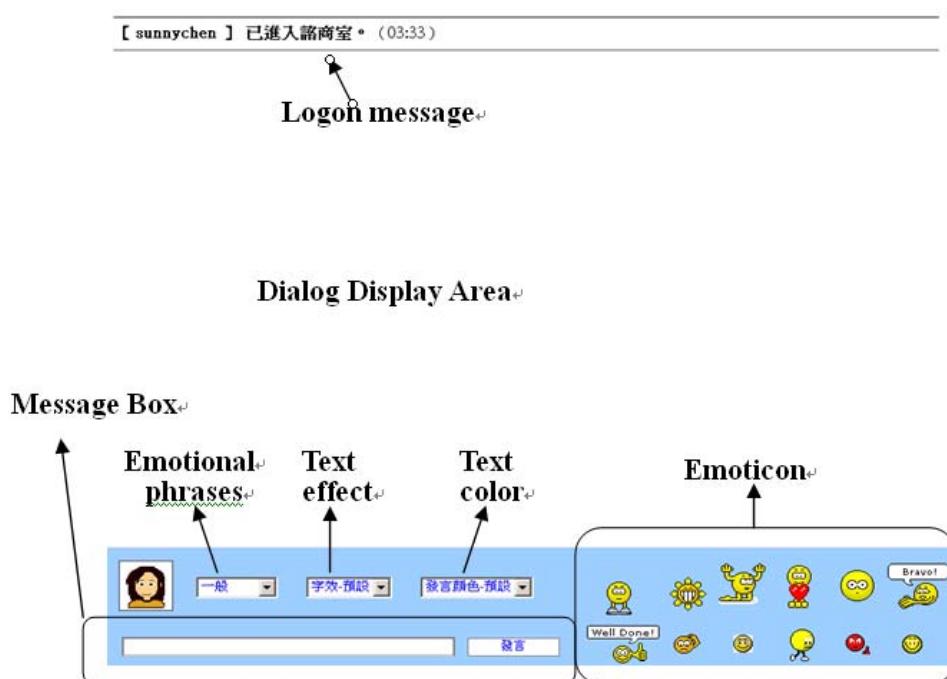 【 sunnychen 】 已進入諮商室。(03:33)
Logon message
Dialog Display Area
Message Box
Emotional
phrases
Text
effect
Text
color
Emoticon
一般
字效-預設
發言顏色-預設
Bravo!
Well Done!
發言